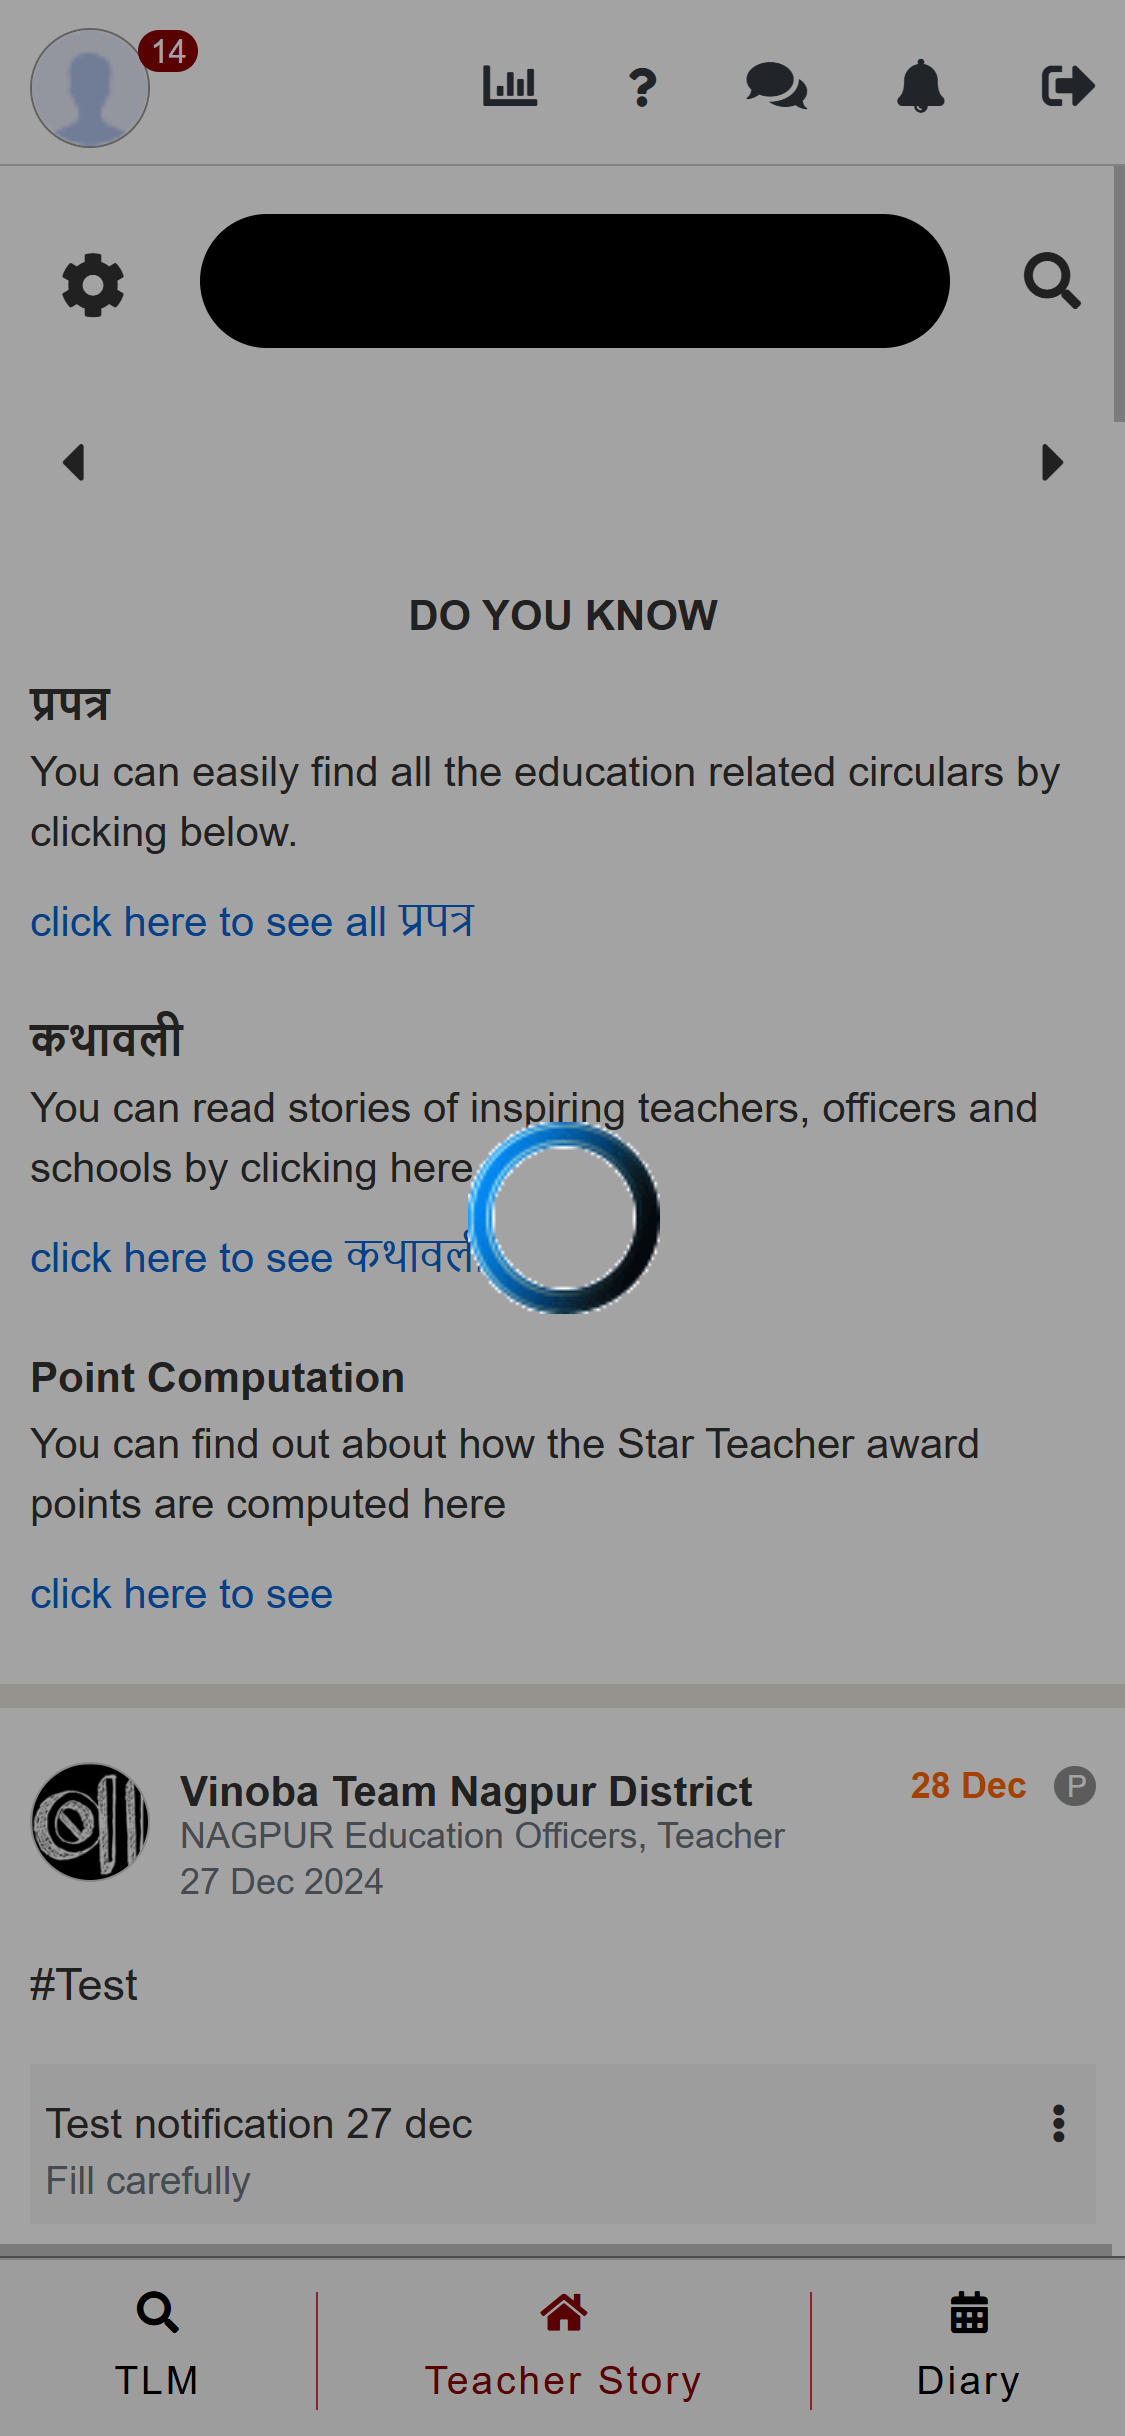 14
?
DO YOU KNOW
प्रपत्र
You can easily find all the education related circulars by
clicking below.
click here to see all प्रपत्र
कथावली
You can read stories of inspiring teachers, officers and
schools by clicking here
click here to see कथावली
Point Computation
You can find out about how the Star Teacher award
points are computed here
click here to see
Vinoba Team Nagpur District
28 Dec P
NAGPUR Education Officers, Teacher
27 Dec 2024
#Test
Test notification 27 dec
Fill carefully
TLM
Teacher Story
Diary